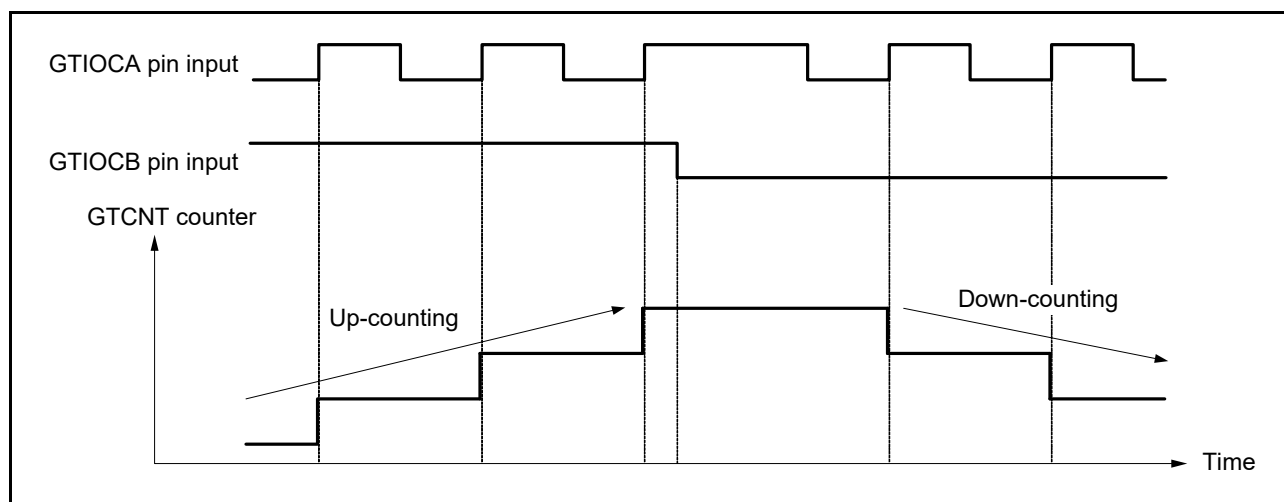 GTIOCA pin input
GTIOCB pin input
GTCNT counter
Up-counting
Down-counting
Time